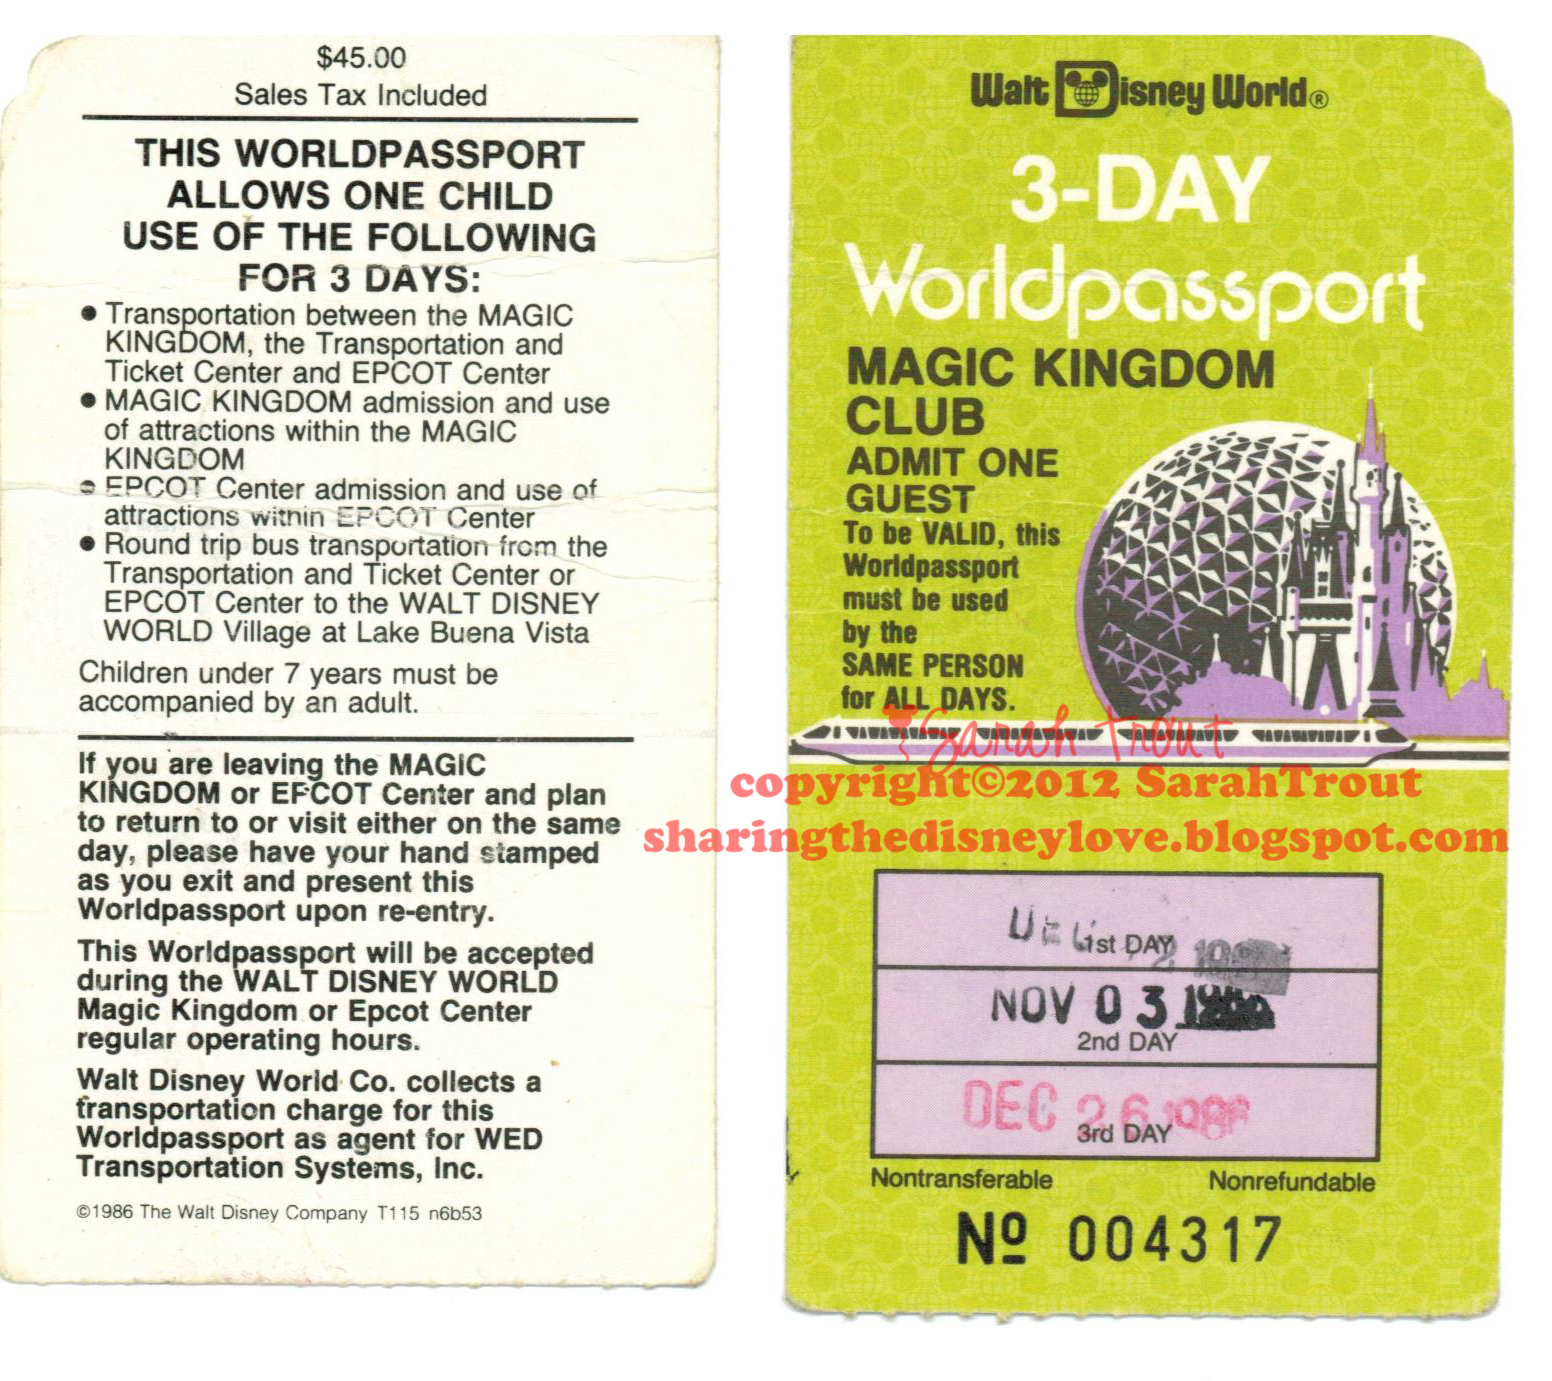 $45.00
Sales Tax Included
THIS WORLDPASSPORT
ALLOWS ONE CHILD
USE OF THE FOLLOWING
FOR 3 DAYS:
● Transportation between the MAGIC
KINGDOM, the Transportation and
Ticket Center and EPCOT Center
● MAGIC KINGDOM admission and use
of attractions within the MAGIC
KINGDOM
● EPCOT Center admission and use of
attractions within EPCOT Center
● Round trip bus transportation from the
Transportation and Ticket Center or
EPCOT Center to the WALT DISNEY
WORLD Village at Lake Buena Vista
Children under 7 years must be
accompanied by an adult.
If you are leaving the MAGIC
KINGDOM or EPCOT Center and plan
to return to or visit either on the same
day, please have your hand stamped
as you exit and present this
Worldpassport upon re-entry.
This Worldpassport will be accepted
during the WALT DISNEY WORLD
Magic Kingdom or Epcot Center
regular operating hours.
Walt Disney World Co. collects a
transportation charge for this
Worldpassport as agent for WED
Transportation Systems, Inc.
©1986 The Walt Disney Company T115 n6b53
Walt Disney World®
3-DAY
Worldpassport
MAGIC KINGDOM
CLUB
ADMIT ONE
GUEST
To be VALID, this
Worldpassport
must be used
by the
SAME PERSON
for ALL DAYS.
Sarah Trout
copyright©2012 SarahTrout
sharingthedisneylove.blogspot.com
1st DAY
NOV 03
2nd DAY
DEC 26
3rd DAY
Nontransferable Nonrefundable
Nº 004317